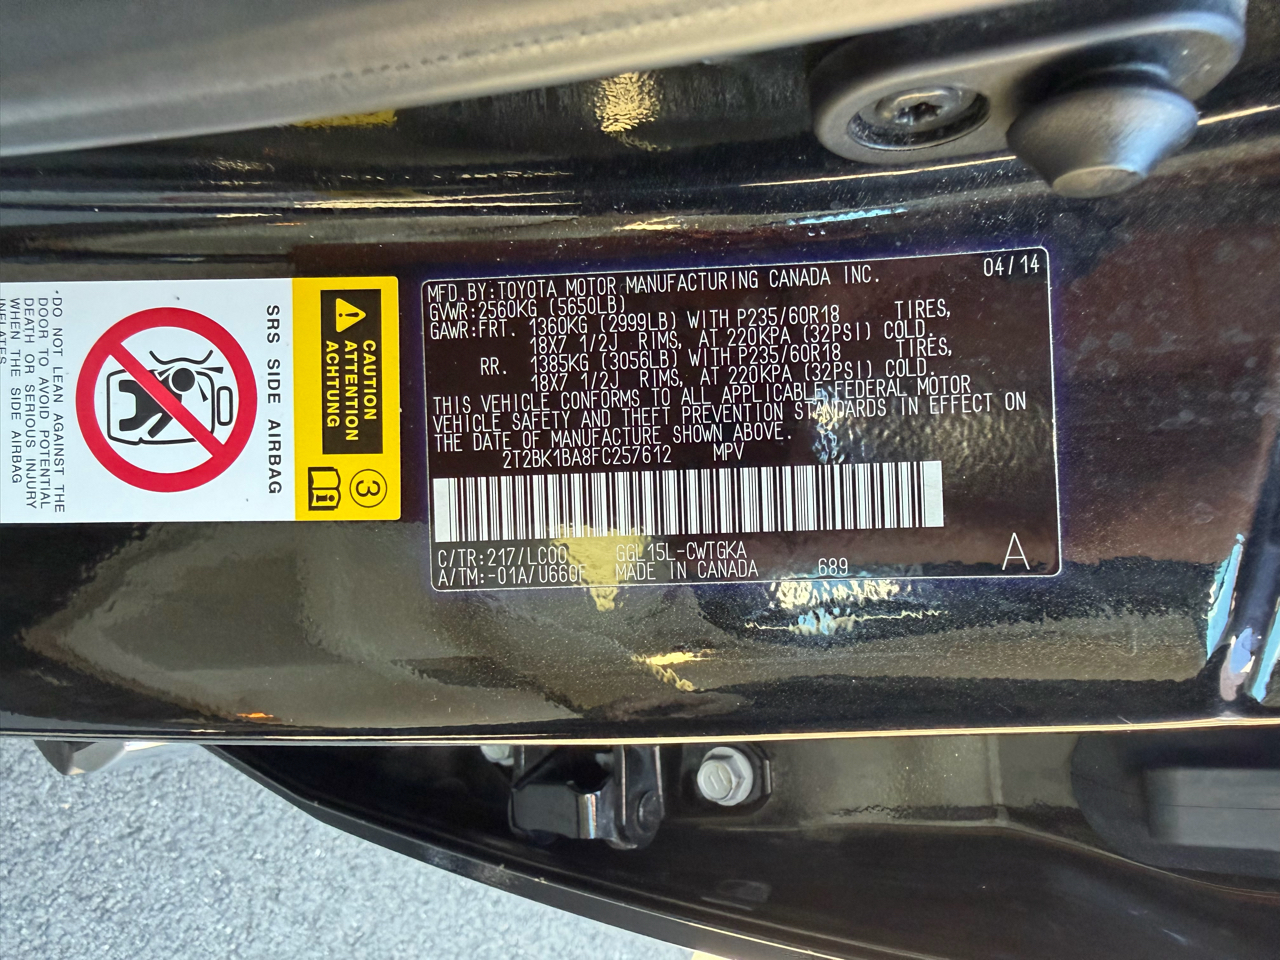 MFD.BY:TOYOTA MOTOR MANUFACTURING CANADA INC. 04/14
GVWR:2560KG (5650LB)
GAWR:FRT. 1360KG (2999LB) WITH P235/60R18 TIRES,
18X7 1/2J RIMS, AT 220KPA (32PSI) COLD.
RR. 1385KG (3056LB) WITH P235/60R18 TIRES,
18X7 1/2J RIMS, AT 220KPA (32PSI) COLD.
THIS VEHICLE CONFORMS TO ALL APPLICABLE FEDERAL MOTOR
VEHICLE SAFETY AND THEFT PREVENTION STANDARDS IN EFFECT ON
THE DATE OF MANUFACTURE SHOWN ABOVE.
2T2BK1BA8FC257612 MPV
C/TR:217/LC00 GGL15L-CWTGKA
A/TM:-01A/U660F MADE IN CANADA 689
A
CAUTION
ATTENTION
ACHTUNG
3
SRS SIDE AIRBAG
•DO NOT LEAN AGAINST THE
DOOR TO AVOID POTENTIAL
DEATH OR SERIOUS INJURY
WHEN THE SIDE AIRBAG
INFLATES